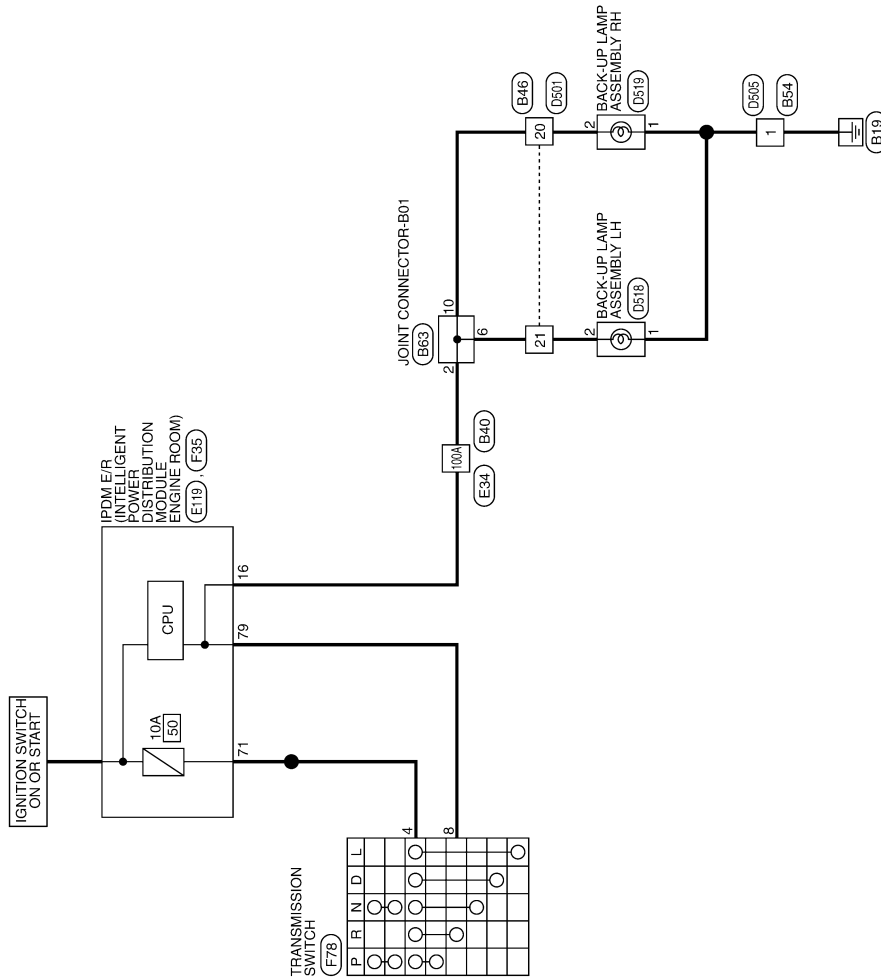 IGNITION SWITCH
ON OR START
10A
50
CPU
IPDM E/R
(INTELLIGENT
POWER
DISTRIBUTION
MODULE
ENGINE ROOM)
E119 , F35
71
79
16
TRANSMISSION
SWITCH
F78
P R N D L
4
8
100A
E34
B40
JOINT CONNECTOR-B01
B63
2
10
6
B46
D501
21
20
BACK-UP LAMP
ASSEMBLY LH
D518
2
1
BACK-UP LAMP
ASSEMBLY RH
D519
2
1
D505
1
B54
B19